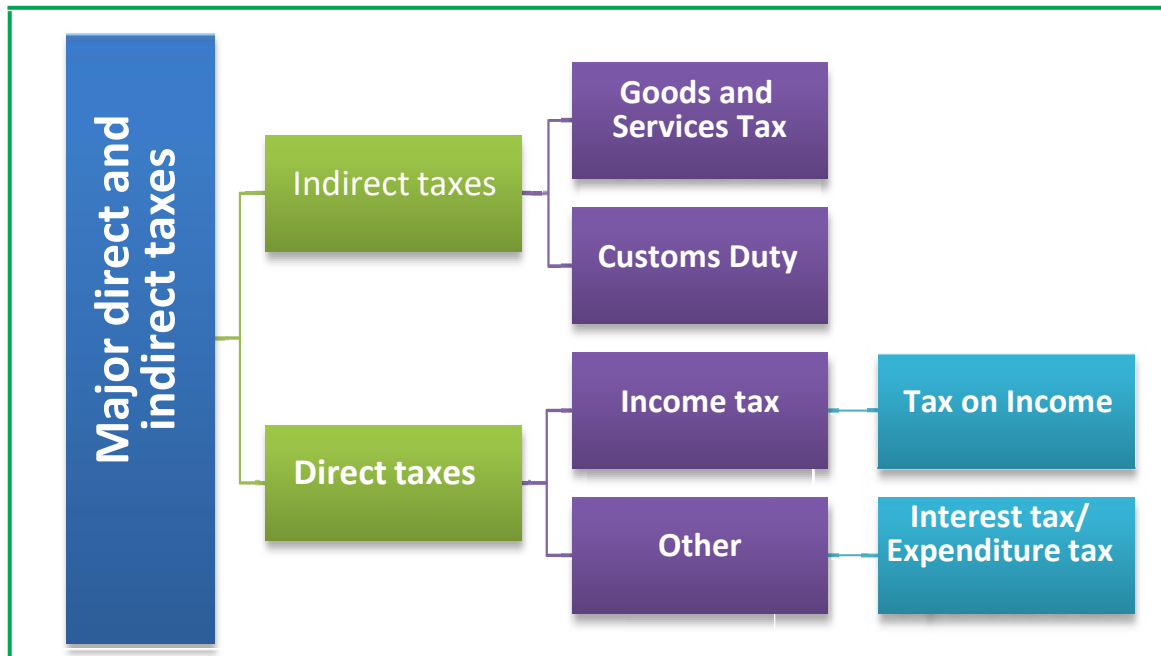 Major direct and
indirect taxes
Indirect taxes
Goods and
Services Tax
Customs Duty
Direct taxes
Income tax
Tax on Income
Other
Interest tax/
Expenditure tax